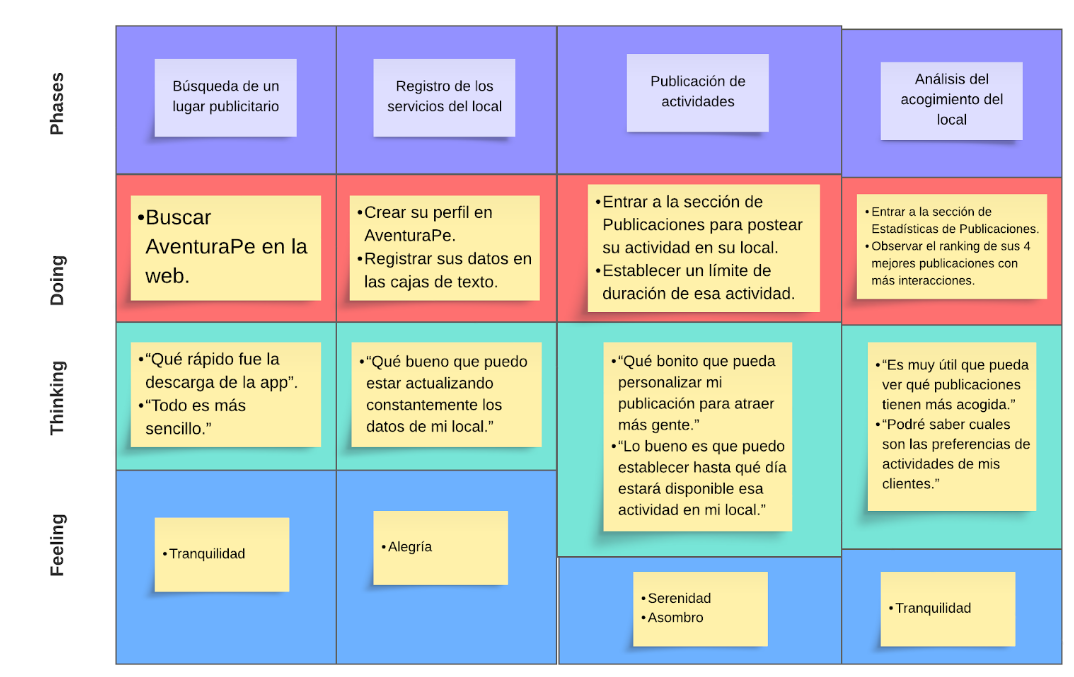 Phases
Búsqueda de un
lugar publicitario
Registro de los
servicios del local
Publicación de
actividades
Análisis del
acogimiento del
local
Doing
•Buscar
AventuraPe en la
web.
•Crear su perfil en
AventuraPe.
•Registrar sus datos en
las cajas de texto.
•Entrar a la sección de
Publicaciones para postear
su actividad en su local.
•Establecer un límite de
duración de esa actividad.
•Entrar a la sección de
Estadísticas de Publicaciones.
•Observar el ranking de sus 4
mejores publicaciones con
más interacciones.
Thinking
•“Qué rápido fue la
descarga de la app”.
•“Todo es más
sencillo.”
•“Qué bueno que puedo
estar actualizando
constantemente los
datos de mi local.”
•“Qué bonito que pueda
personalizar mi
publicación para atraer
más gente.”
•“Lo bueno es que puedo
establecer hasta qué día
estará disponible esa
actividad en mi local.”
•“Es muy útil que pueda
ver qué publicaciones
tienen más acogida.”
•“Podré saber cuales
son las preferencias de
actividades de mis
clientes.”
Feeling
•Tranquilidad
•Alegría
•Serenidad
•Asombro
•Tranquilidad